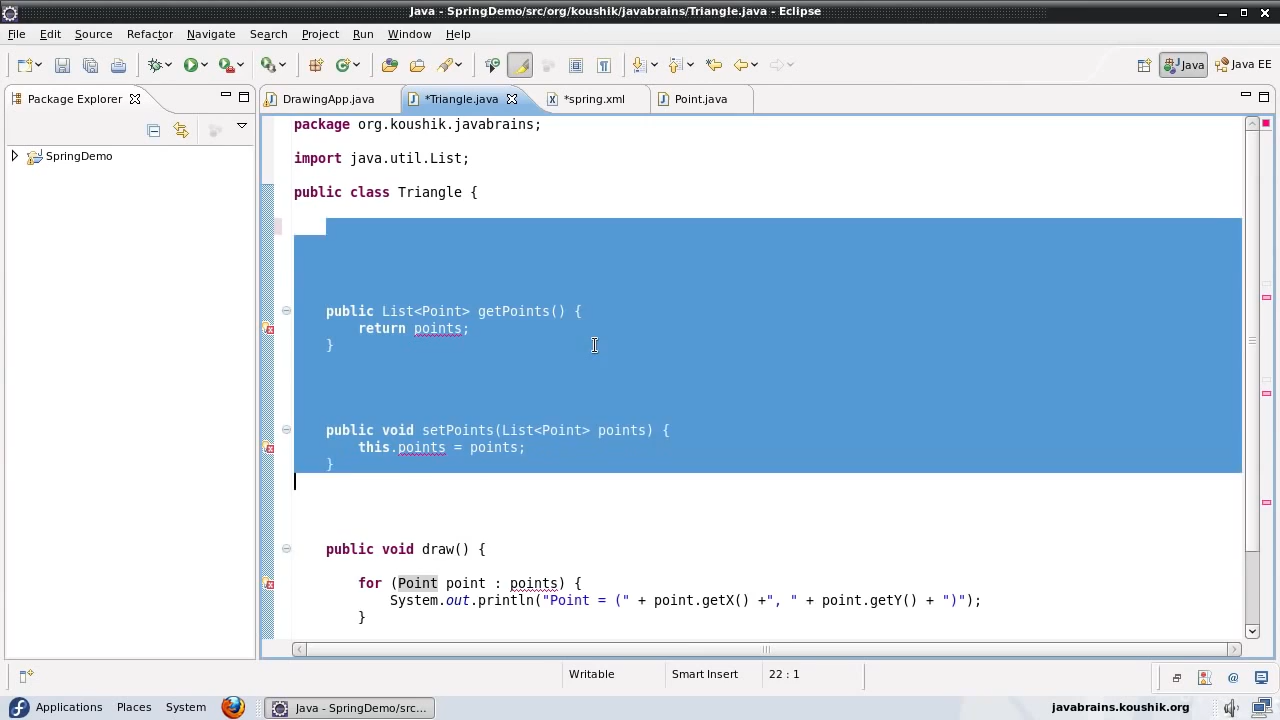 Java - SpringDemo/src/org/koushik/javabrains/Triangle.java - Eclipse
File Edit Source Refactor Navigate Search Project Run Window Help
Java Java EE
Package Explorer
DrawingApp.java *Triangle.java *spring.xml Point.java
SpringDemo
package org.koushik.javabrains;
import java.util.List;
public class Triangle {
public List<Point> getPoints() {
return points;
}
public void setPoints(List<Point> points) {
this.points = points;
}
public void draw() {
for (Point point : points) {
System.out.println("Point = (" + point.getX() +", " + point.getY() + ")");
}
Writable Smart Insert 22 : 1
Applications Places System Java - SpringDemo/src... javabrains.koushik.org